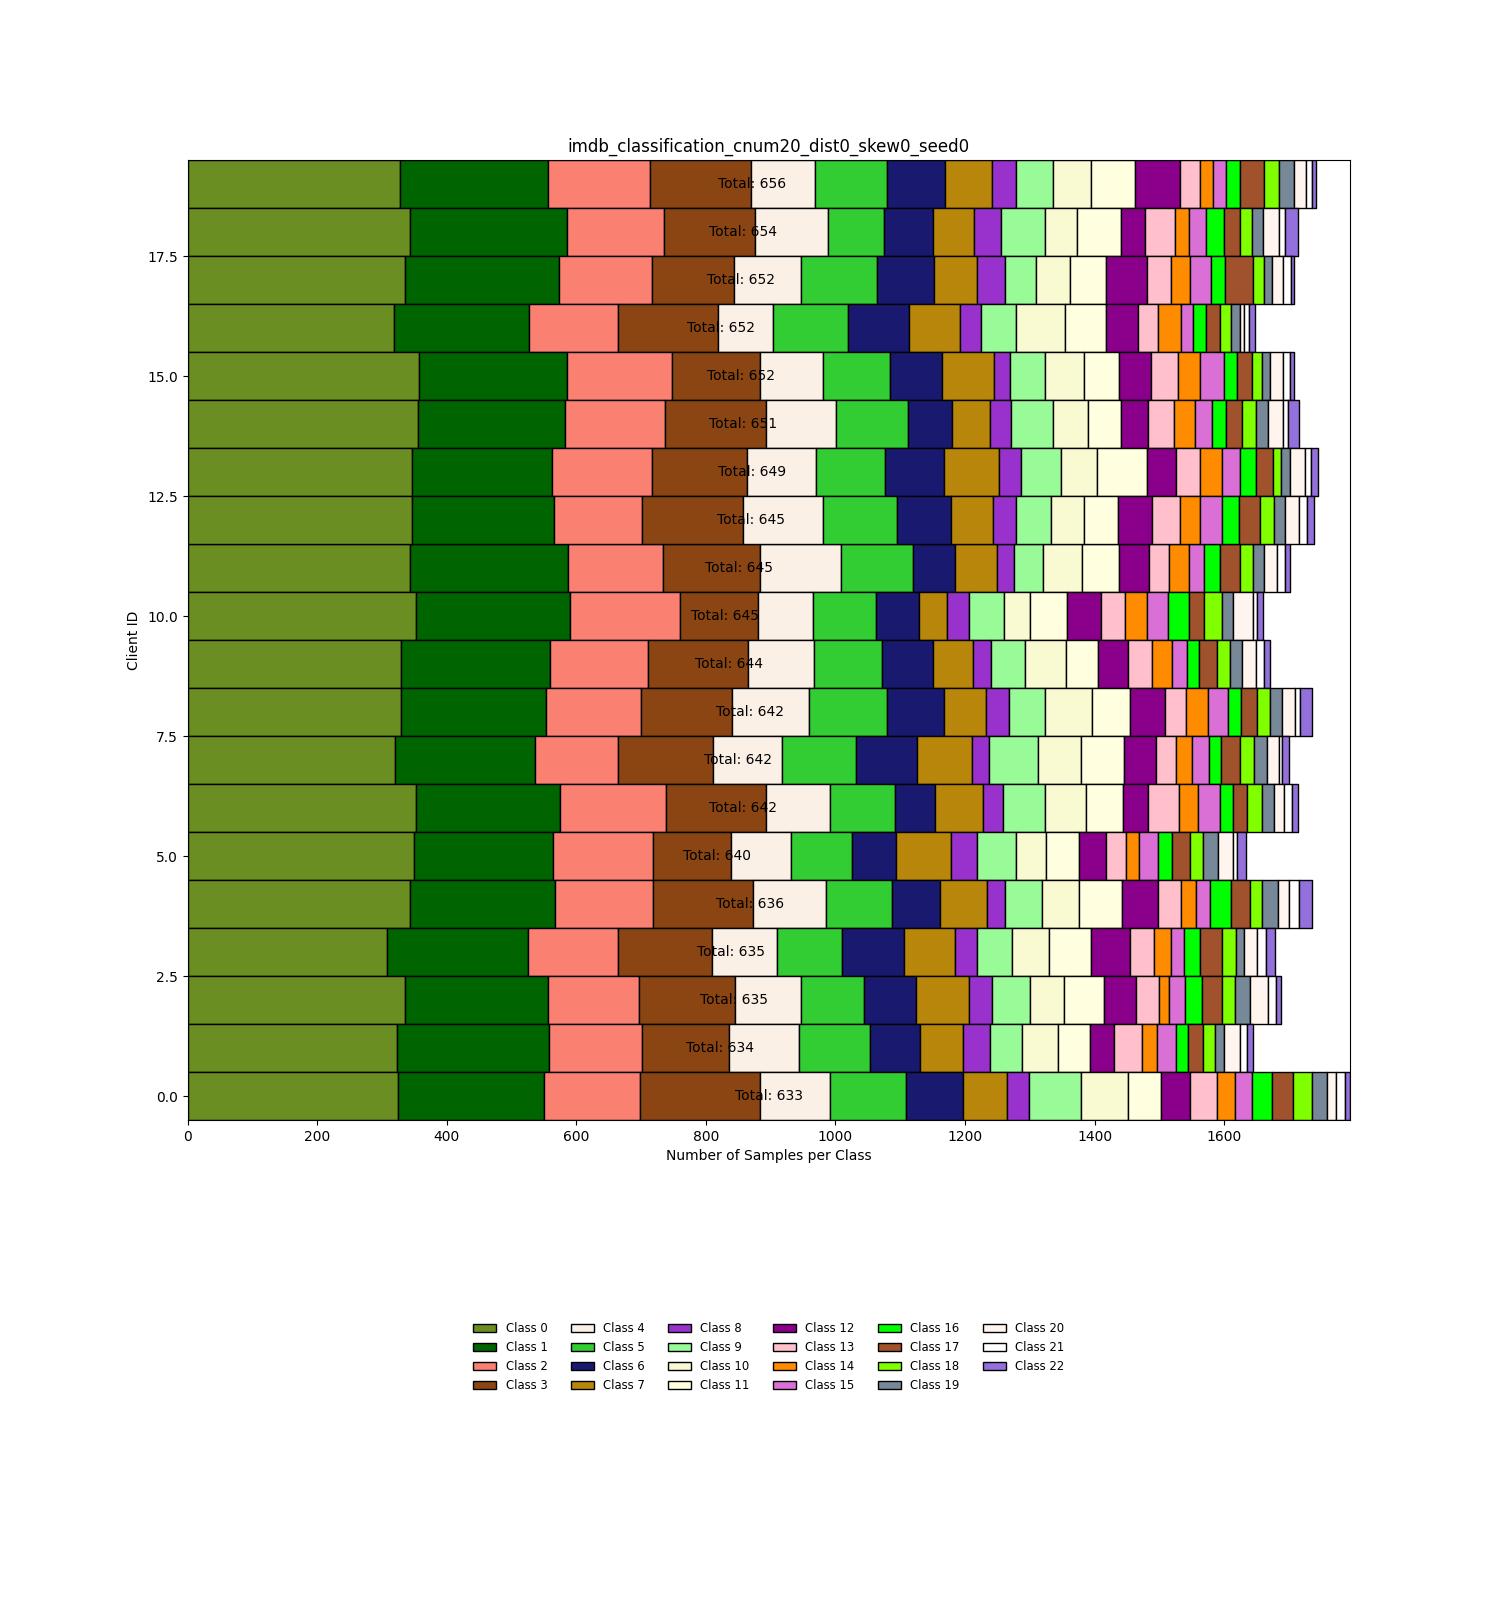 imdb_classification_cnum20_dist0_skew0_seed0
Total: 656
Total: 654
17.5
Total: 652
Total: 652
15.0
Total: 652
Total: 651
12.5
Total: 649
Total: 645
Total: 645
10.0
Total: 645
Client ID
Total: 644
Total: 642
7.5
Total: 642
Total: 642
5.0
Total: 640
Total: 636
Total: 635
2.5
Total: 635
Total: 634
0.0
Total: 633
0 200 400 600 800 1000 1200 1400 1600
Number of Samples per Class
Class 0 Class 4 Class 8 Class 12 Class 16 Class 20
Class 1 Class 5 Class 9 Class 13 Class 17 Class 21
Class 2 Class 6 Class 10 Class 14 Class 18 Class 22
Class 3 Class 7 Class 11 Class 15 Class 19